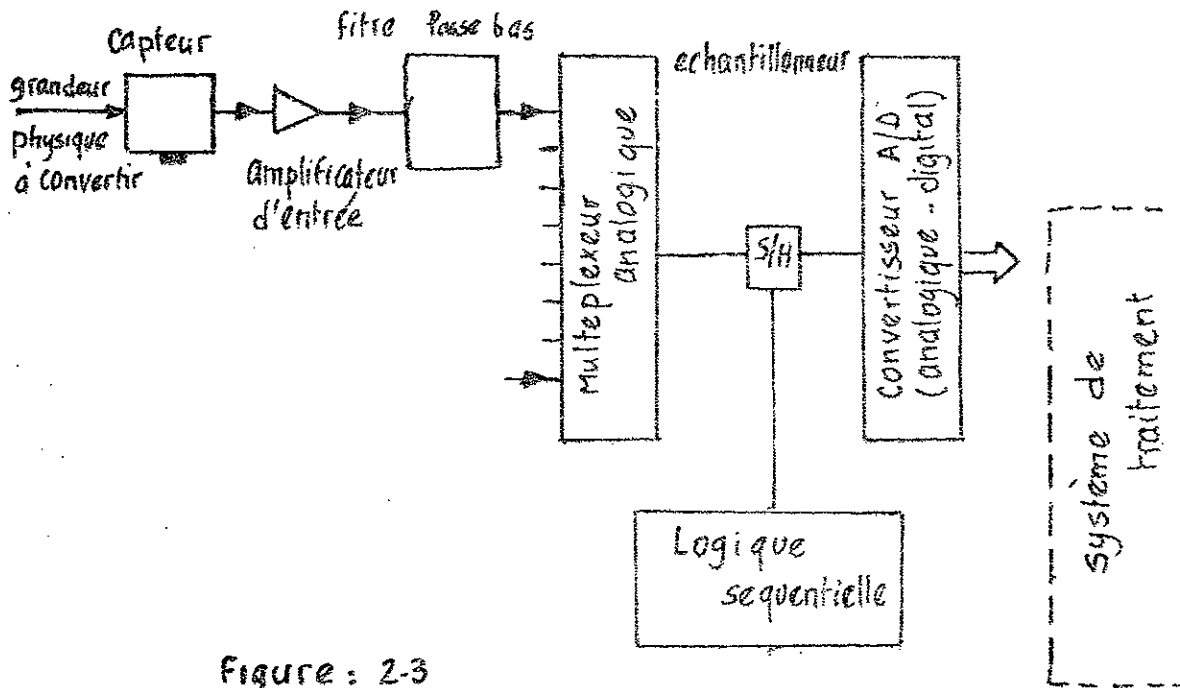 Capteur
grandeur
physique
à convertir
amplificateur
d'entrée
fitre Passe bas
Multeplexeur
analogique
echantillonneur
S/H
Convertisseur A/D
(analogique -- digital)
système de
traitement
Logique
sequentielle
Figure : 2-3